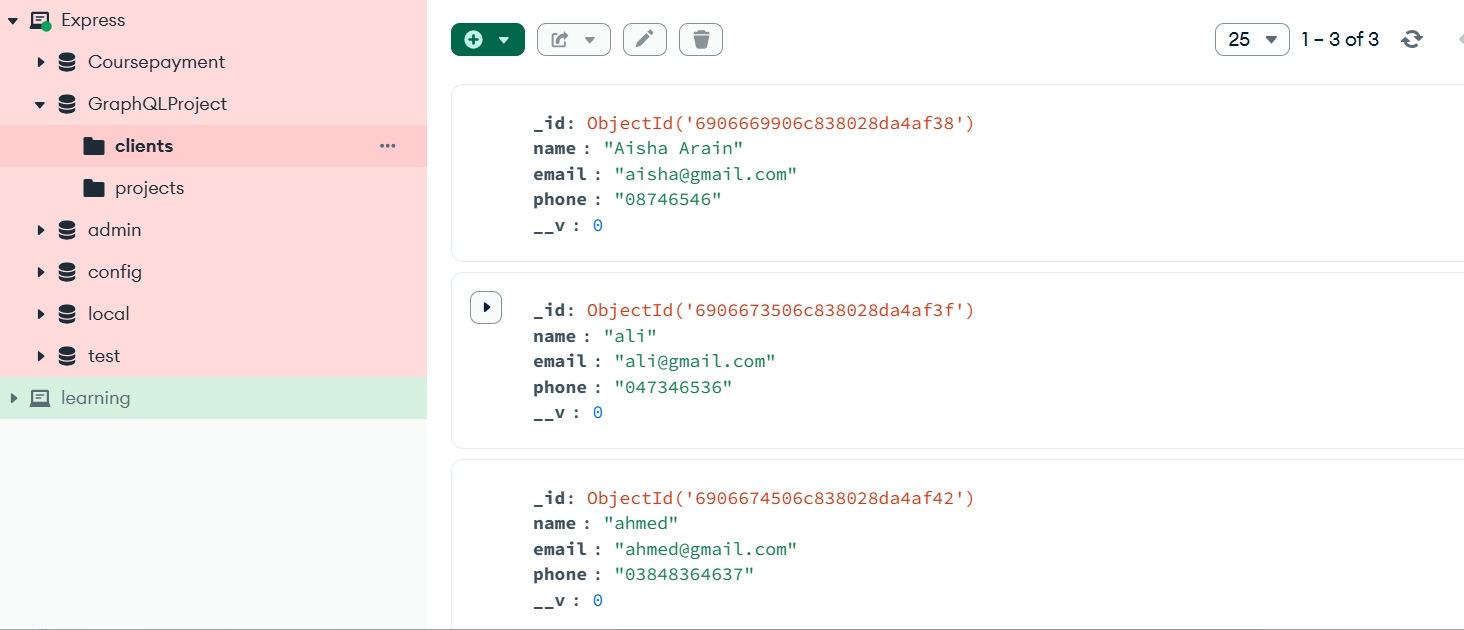 Express
Coursepayment
GraphQLProject
clients
projects
admin
config
local
test
learning
25 1 – 3 of 3
_id: ObjectId('6906669906c838028da4af38')
name : "Aisha Arain"
email : "aisha@gmail.com"
phone : "08746546"
__v : 0
_id: ObjectId('6906673506c838028da4af3f')
name : "ali"
email : "ali@gmail.com"
phone : "047346536"
__v : 0
_id: ObjectId('6906674506c838028da4af42')
name : "ahmed"
email : "ahmed@gmail.com"
phone : "03848364637"
__v : 0